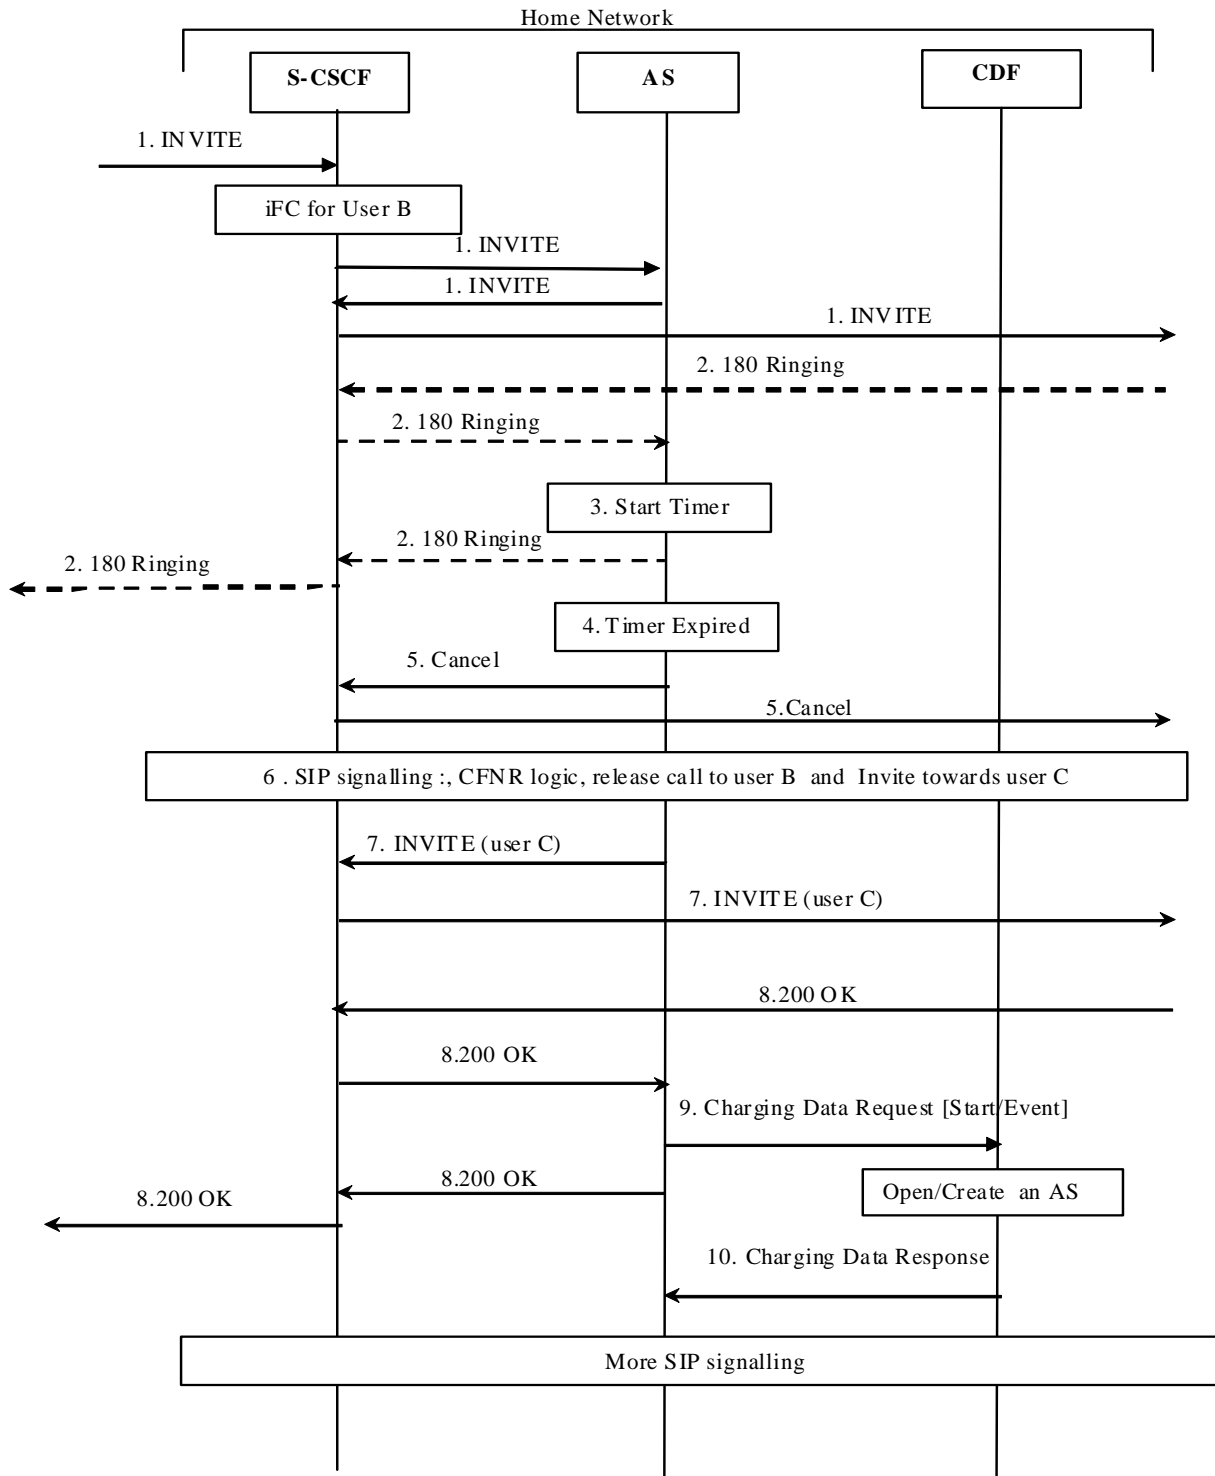 Home Network
S-CSCF
AS
CDF
1. INVITE
iFC for User B
1. INVITE
1. INVITE
1. INVITE
2. 180 Ringing
2. 180 Ringing
3. Start Timer
2. 180 Ringing
2. 180 Ringing
4. Timer Expired
5. Cancel
5.Cancel
6 . SIP signalling :, CFNR logic, release call to user B and Invite towards user C
7. INVITE (user C)
7. INVITE (user C)
8.200 OK
8.200 OK
9. Charging Data Request [Start/Event]
8.200 OK
Open/Create an AS
8.200 OK
10. Charging Data Response
More SIP signalling